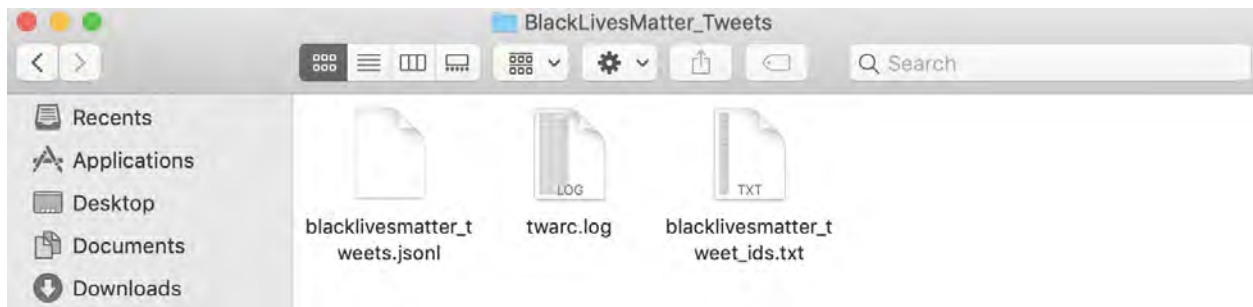 BlackLivesMatter_Tweets
Search
Recents
Applications
Desktop
Documents
Downloads
LOG
TXT
blacklivesmatter_t
weets.jsonl
twarc.log
blacklivesmatter_t
weet_ids.txt